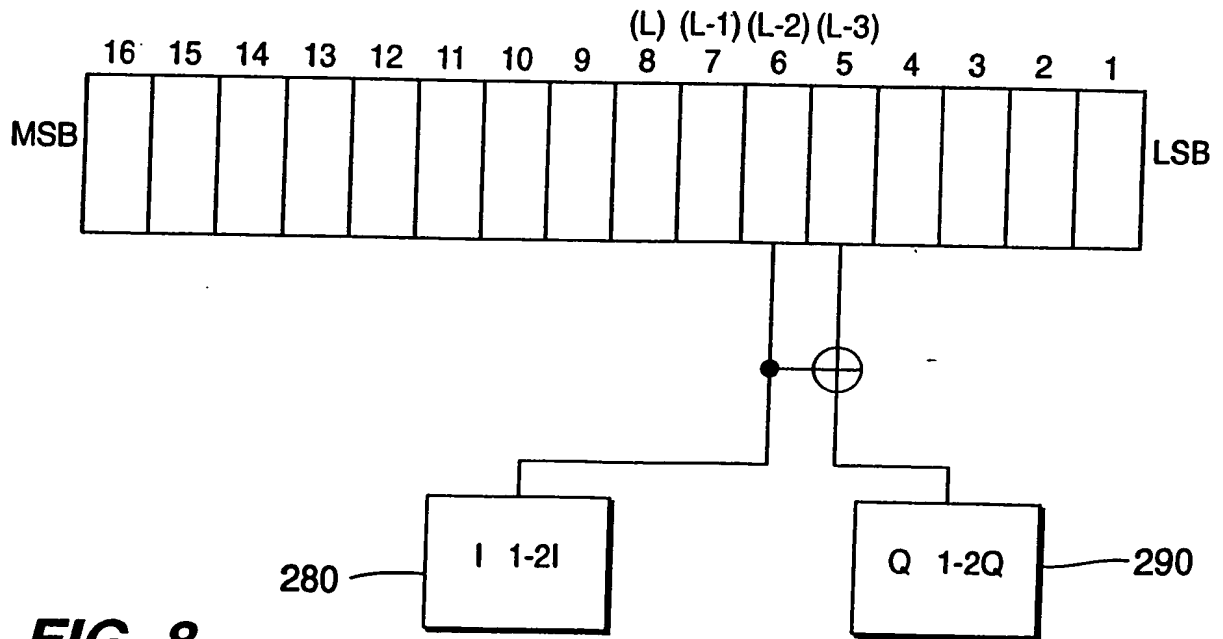 (L) (L-1) (L-2) (L-3)
16 15 14 13 12 11 10 9 8 7 6 5 4 3 2 1
MSB
LSB
I 1-2I
Q 1-2Q
280
290
FIG. 8